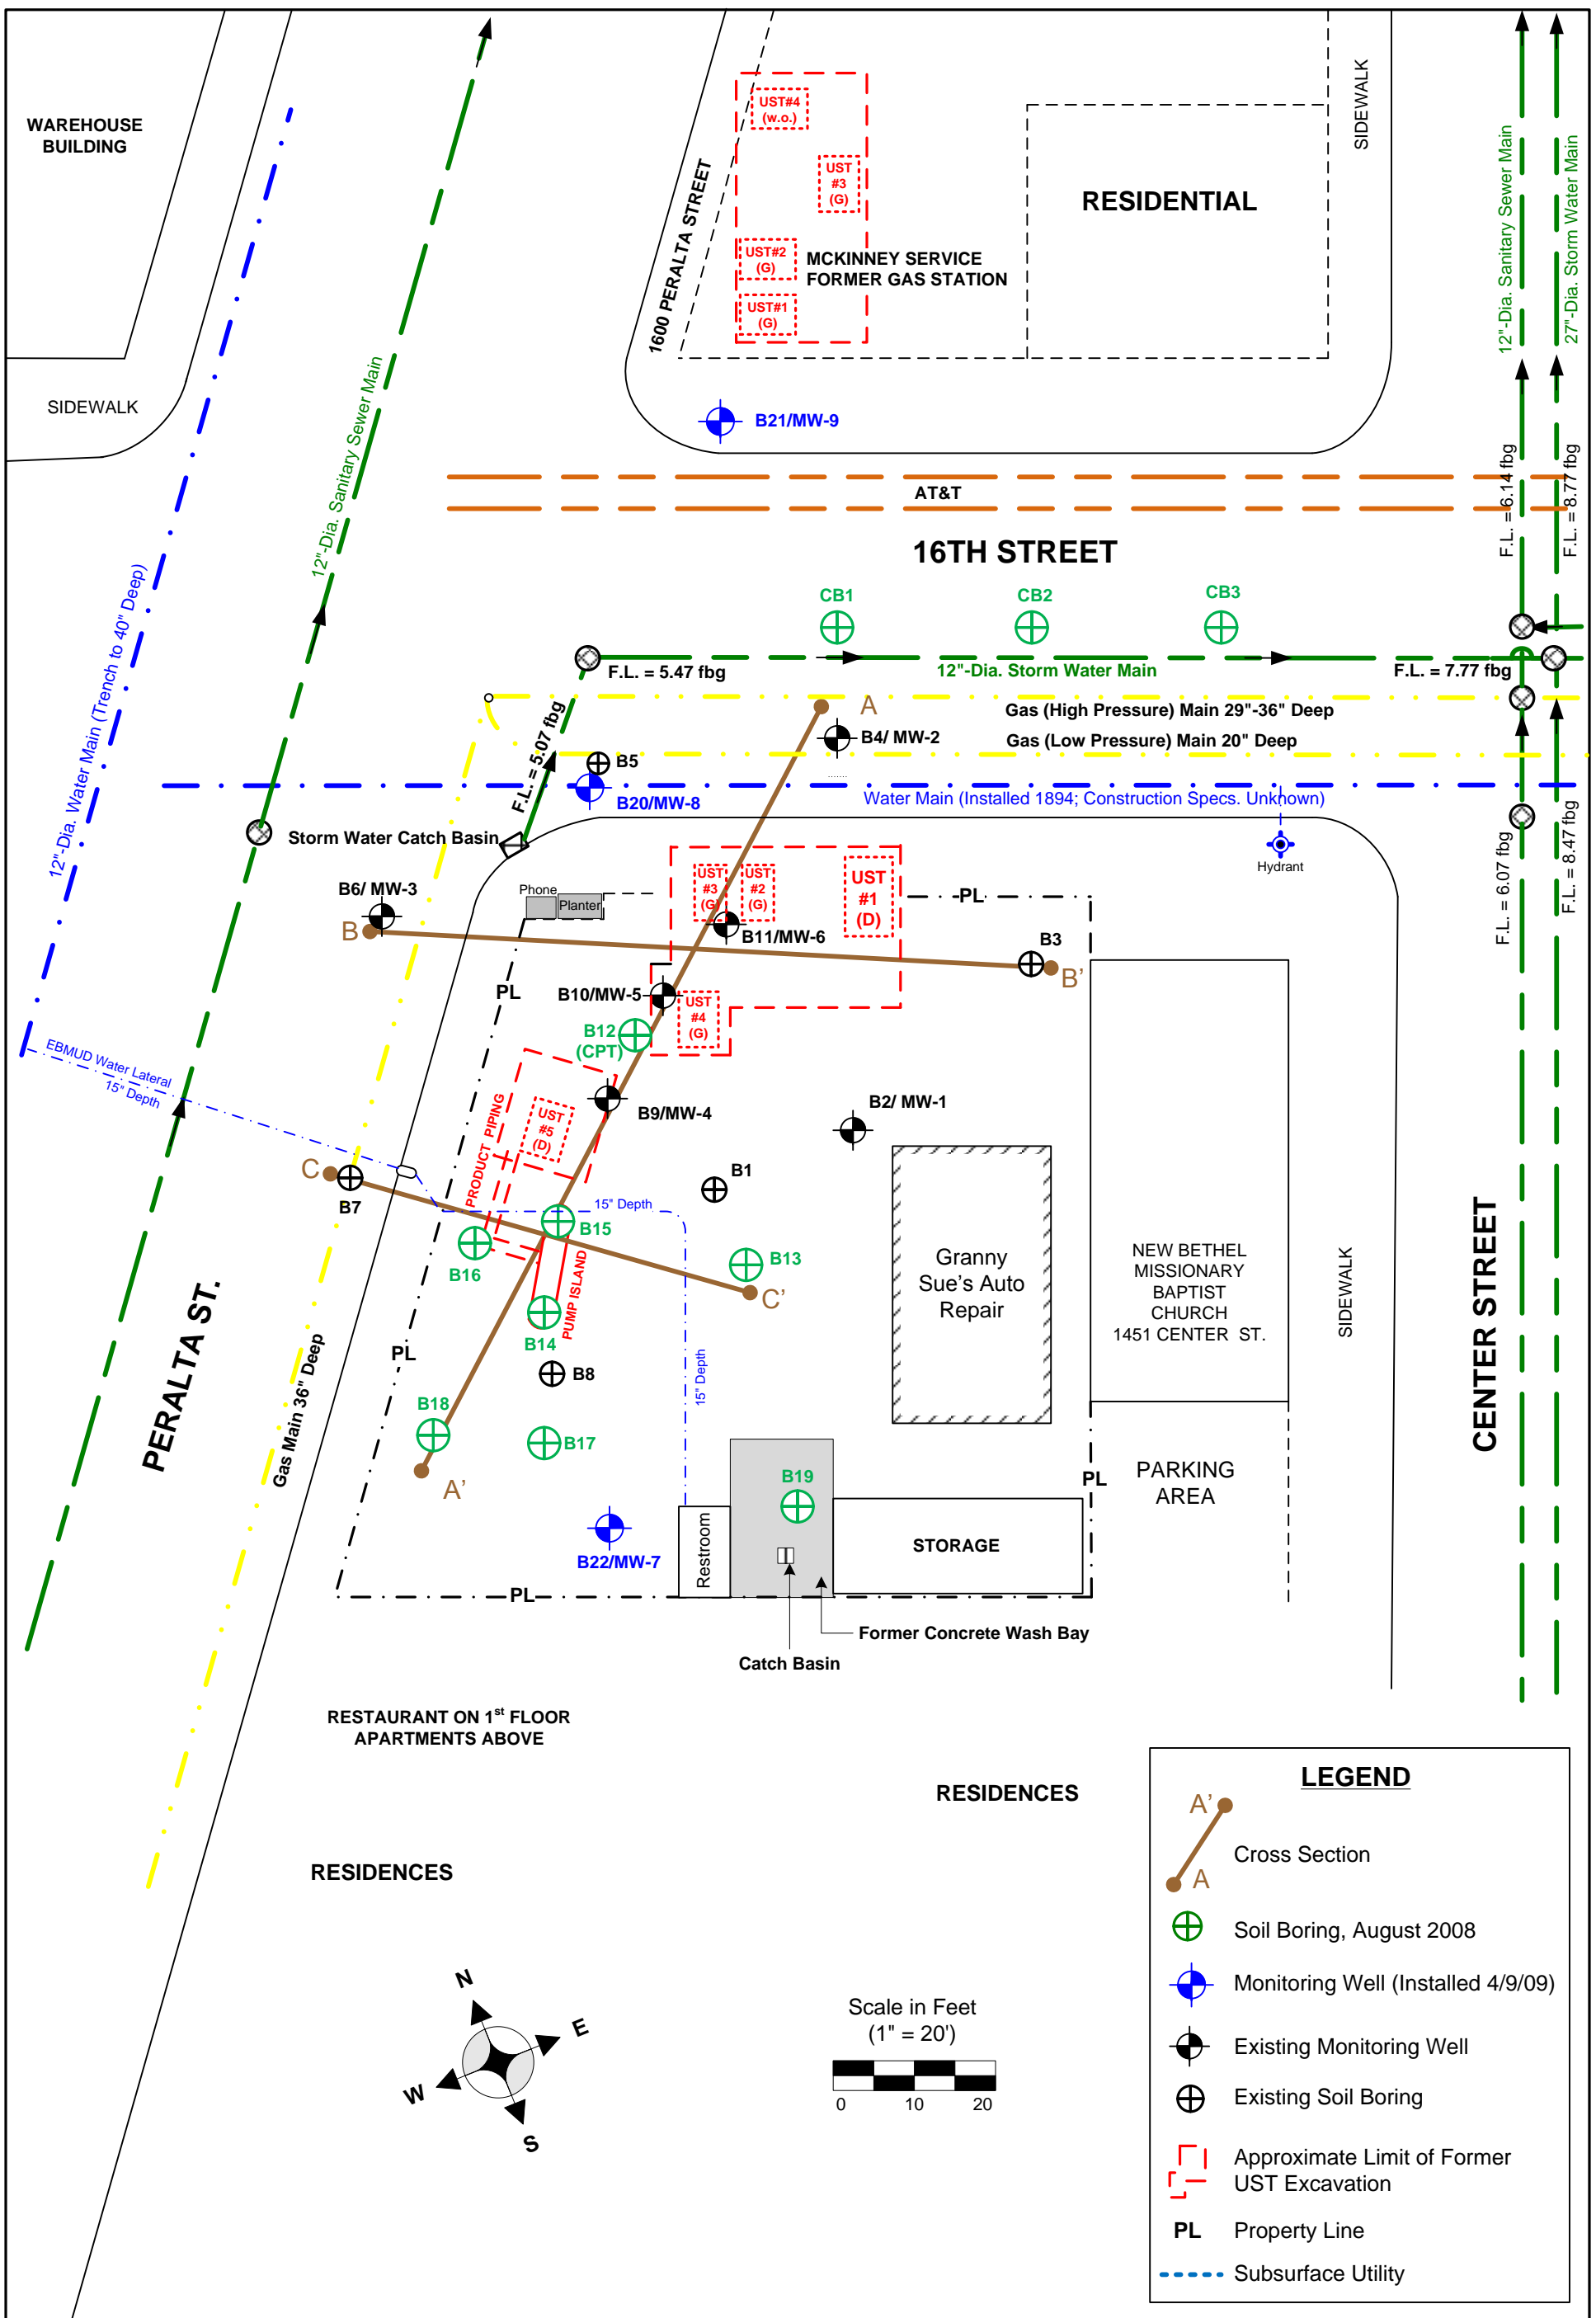 WAREHOUSE
BUILDING
SIDEWALK
12"-Dia. Water Main (Trench to 40" Deep)
12"-Dia. Sanitary Sewer Main
1600 PERALTA STREET
UST#4
(w.o.)
UST
#3
(G)
UST#2
(G)
UST#1
(G)
MCKINNEY SERVICE
FORMER GAS STATION
RESIDENTIAL
SIDEWALK
12"-Dia. Sanitary Sewer Main
27"-Dia. Storm Water Main
B21/MW-9
AT&T
16TH STREET
F.L. = 6.14 fbg
F.L. = 8.77 fbg
CB1
CB2
CB3
F.L. = 5.47 fbg
12"-Dia. Storm Water Main
F.L. = 7.77 fbg
A
Gas (High Pressure) Main 29"-36" Deep
B4/ MW-2
Gas (Low Pressure) Main 20" Deep
F.L. = 5.07 fbg
B5
B20/MW-8
Water Main (Installed 1894; Construction Specs. Unknown)
Storm Water Catch Basin
Hydrant
F.L. = 6.07 fbg
F.L. = 8.47 fbg
B6/ MW-3
Phone
Planter
UST
#3
(G)
UST
#2
(G)
UST
#1
(D)
PL
B
B11/MW-6
B3
B'
PL
B10/MW-5
UST
#4
(G)
B12
(CPT)
EBMUD Water Lateral
15" Depth
PRODUCT PIPING
UST
#5
(D)
B9/MW-4
B2/ MW-1
C
B7
B1
15" Depth
B15
B16
B13
C'
PUMP ISLAND
B14
Granny
Sue's Auto
Repair
NEW BETHEL
MISSIONARY
BAPTIST
CHURCH
1451 CENTER ST.
SIDEWALK
CENTER STREET
PERALTA ST.
Gas Main 36" Deep
PL
B8
15" Depth
B18
B17
A'
B19
PL
PARKING
AREA
B22/MW-7
Restroom
STORAGE
PL
Former Concrete Wash Bay
Catch Basin
RESTAURANT ON 1st FLOOR
APARTMENTS ABOVE
RESIDENCES
RESIDENCES
N
E
W
S
Scale in Feet
(1" = 20')
0 10 20
LEGEND
A'
A
Cross Section
Soil Boring, August 2008
Monitoring Well (Installed 4/9/09)
Existing Monitoring Well
Existing Soil Boring
Approximate Limit of Former
UST Excavation
PL Property Line
Subsurface Utility